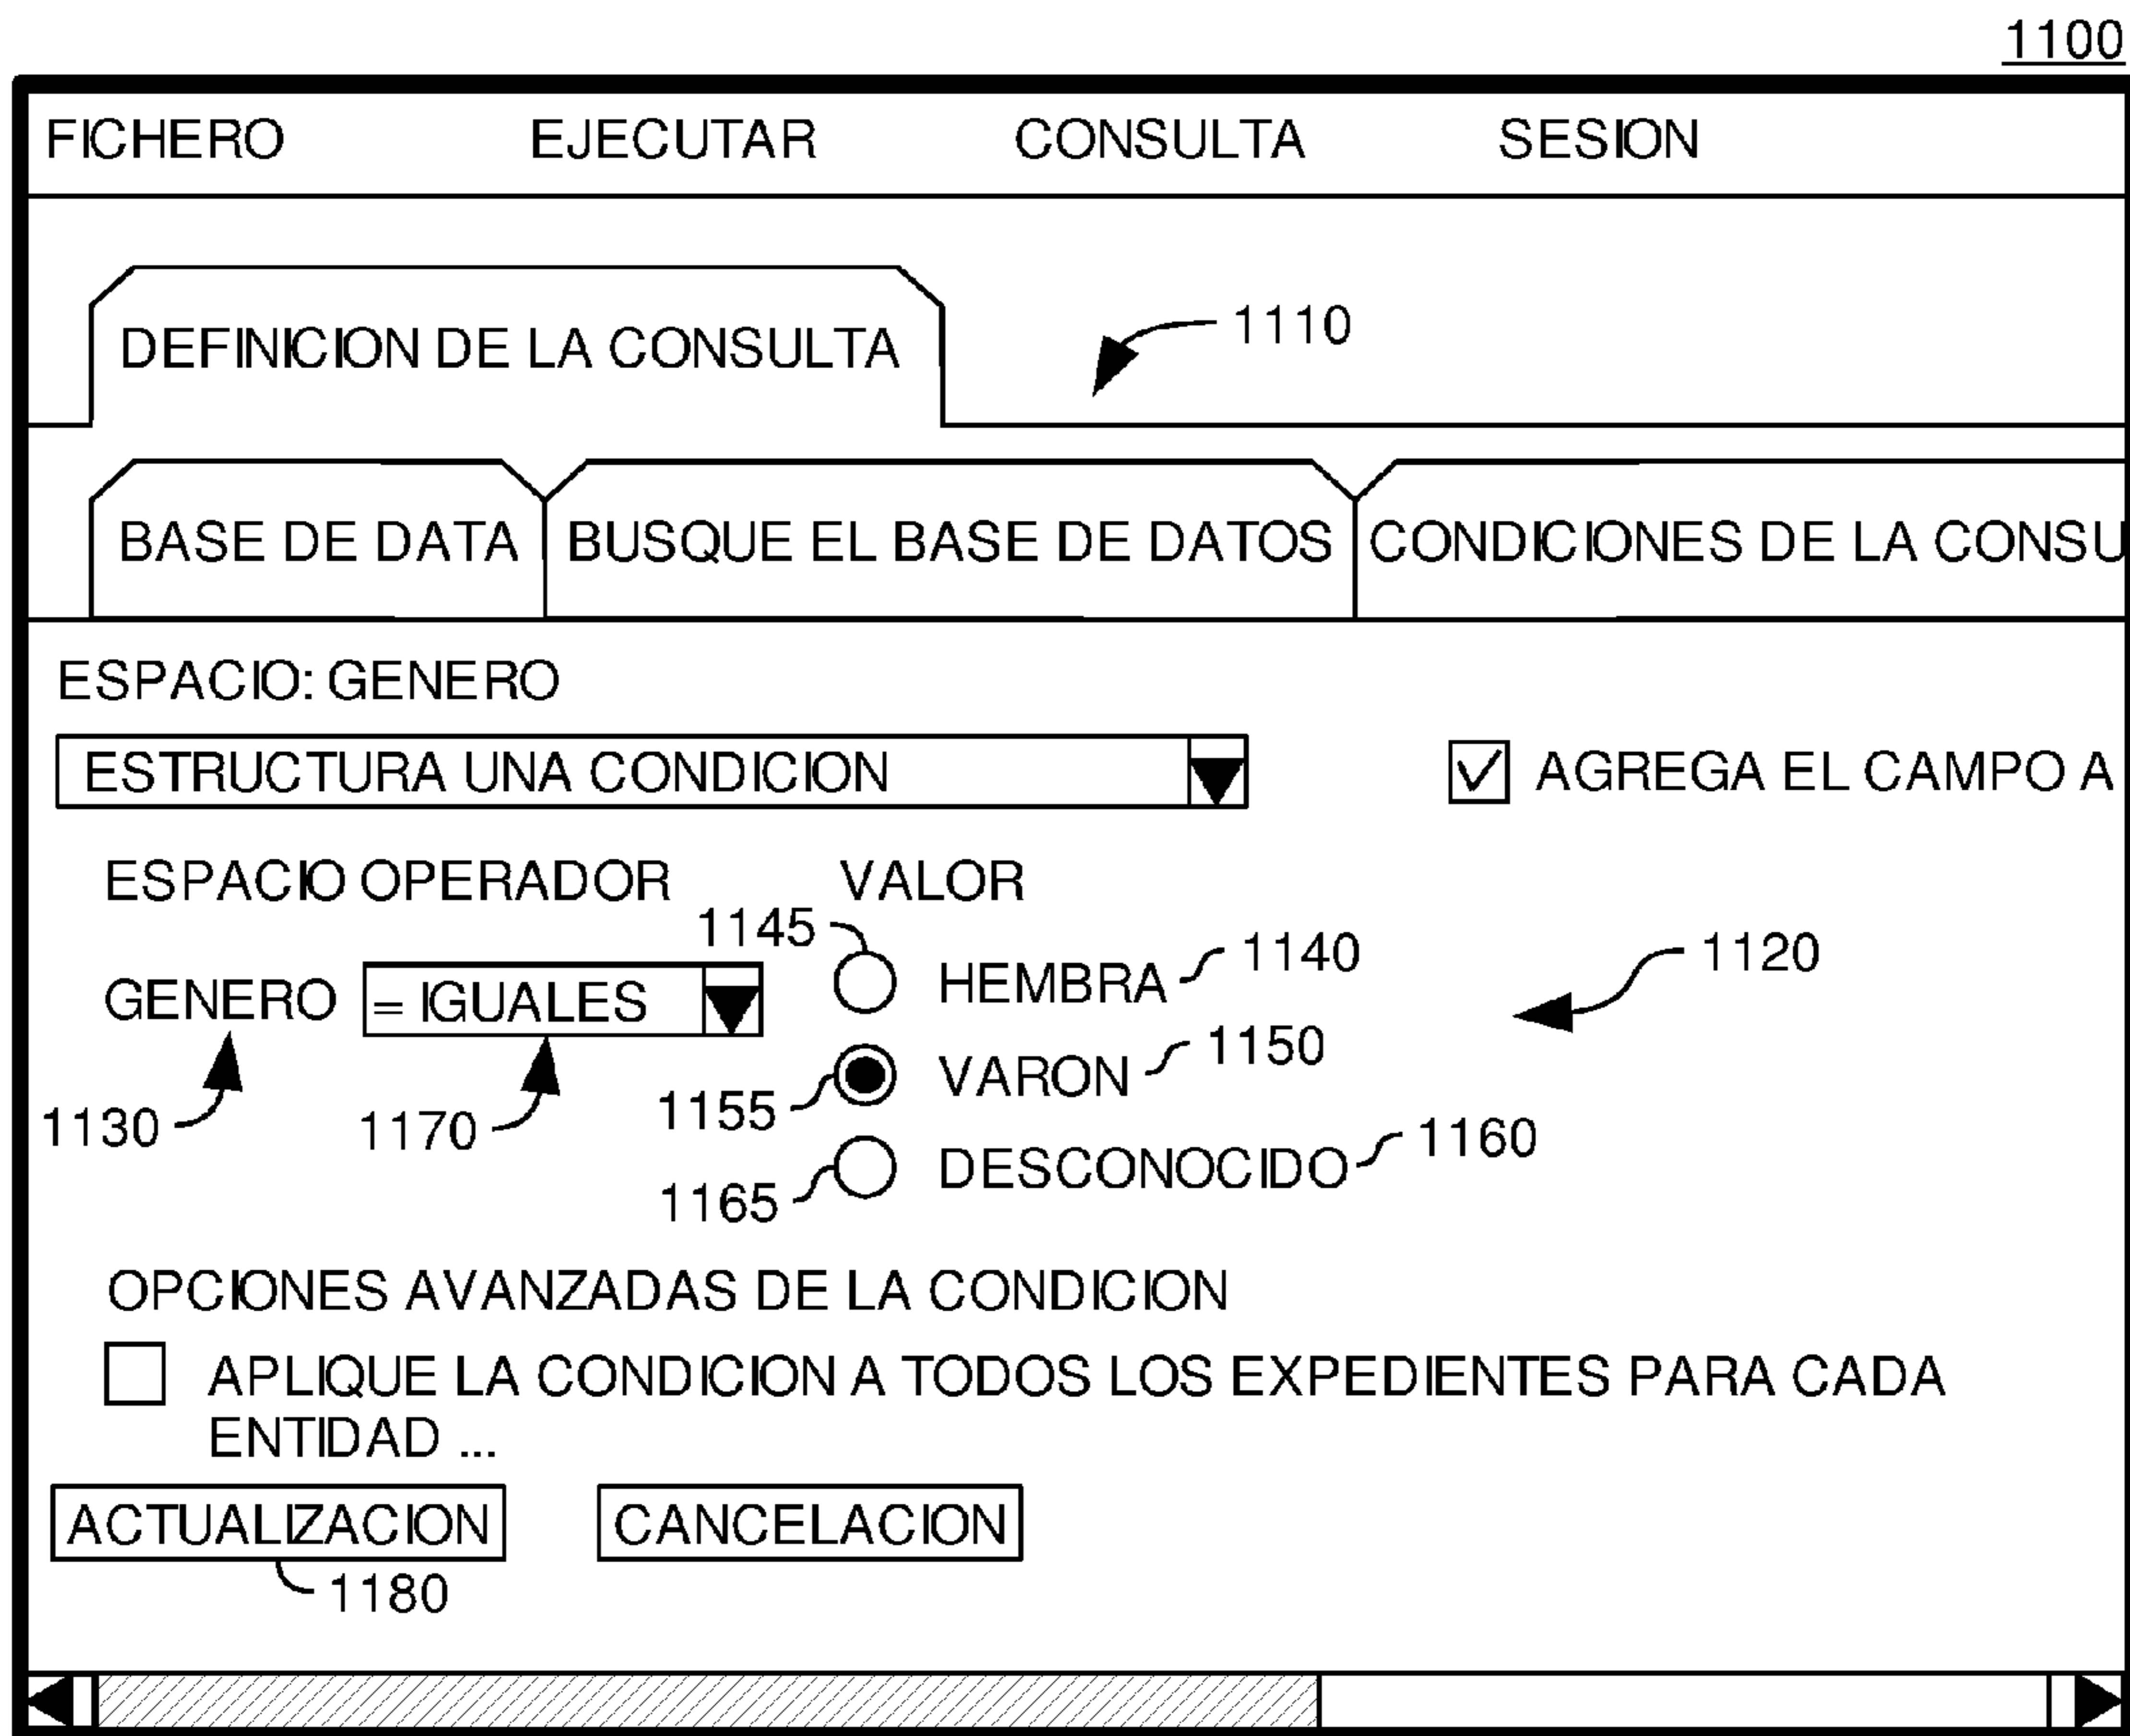 1100
FICHERO EJECUTAR CONSULTA SESION
DEFINICION DE LA CONSULTA
1110
BASE DE DATA BUSQUE EL BASE DE DATOS CONDICIONES DE LA CONSU
ESPACIO: GENERO
ESTRUCTURA UNA CONDICION AGREGA EL CAMPO A
ESPACIO OPERADOR VALOR
1145
HEMBRA 1140
1120
GENERO = IGUALES
VARON 1150
1130 1170 1155
DESCONOCIDO 1160
1165
OPCIONES AVANZADAS DE LA CONDICION
APLIQUE LA CONDICION A TODOS LOS EXPEDIENTES PARA CADA
ENTIDAD ...
ACTUALIZACION CANCELACION
1180